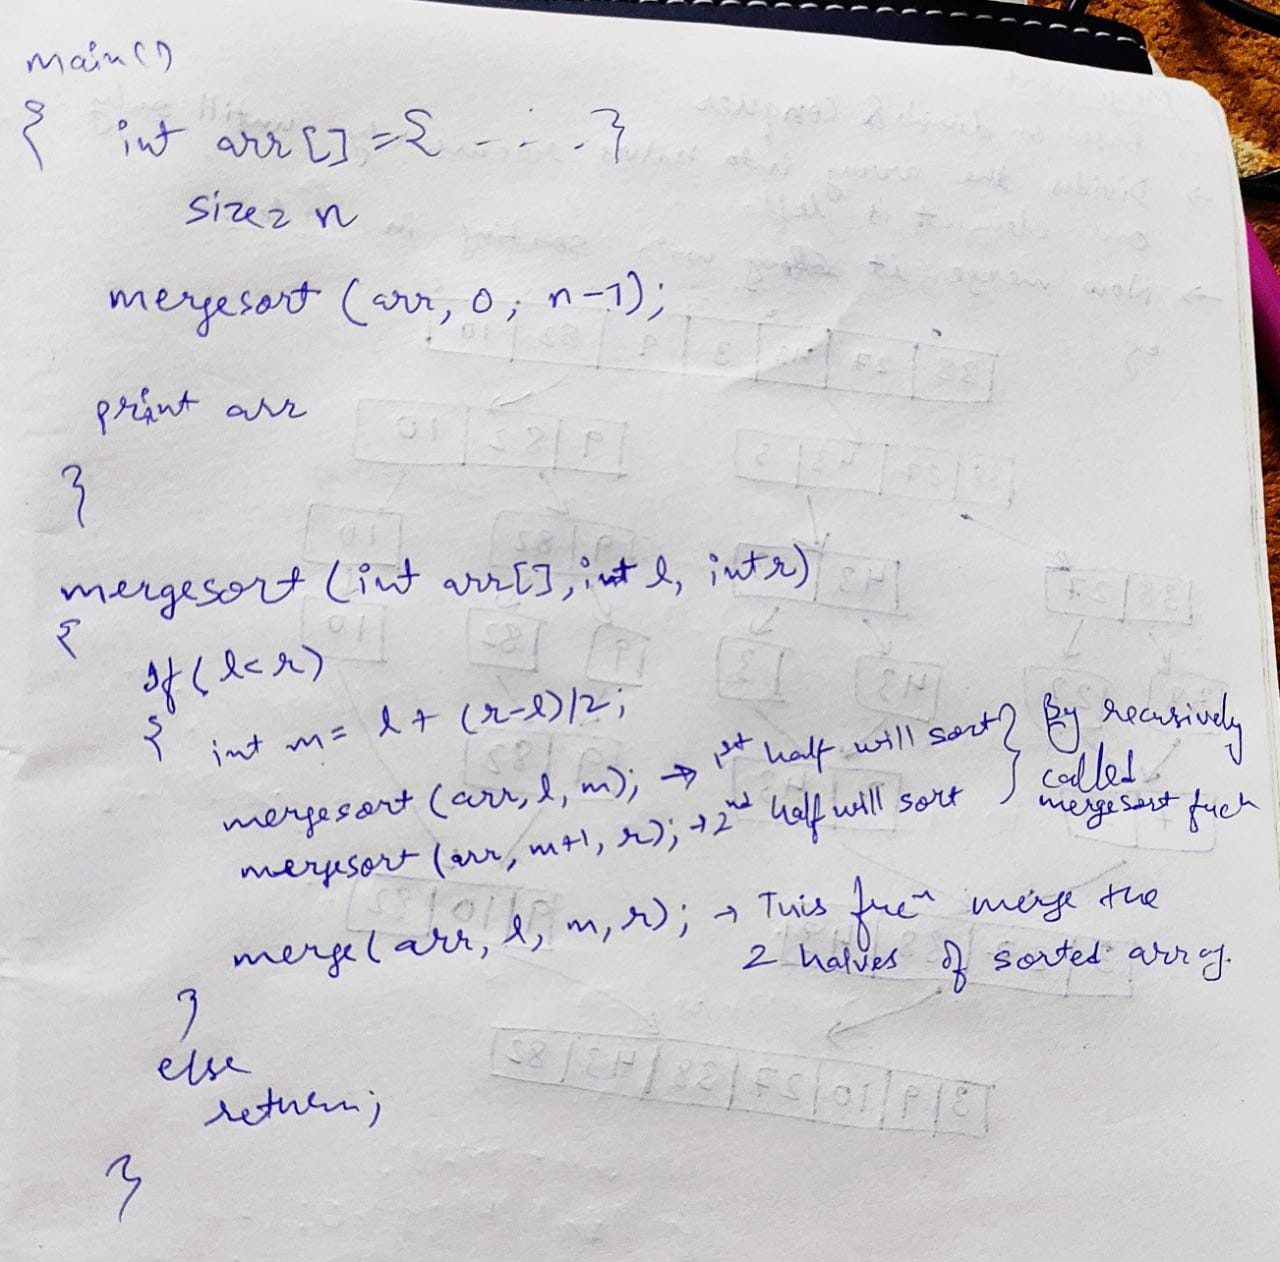 main()
{ int arr[] = { - - - . }
size = n
mergesort (arr, 0, n-1);
print arr
}
mergesort (int arr[], int l, int r)
{
If (l < r)
{ int m = l + (r-l)/2;
mergesort (arr, l, m); → 1st half will sort } By recursively
mergesort (arr, m+1, r); → 2nd half will sort called
mergesort fucn
merge (arr, l, m, r); → This fucn merge the
2 halves of sorted array.
}
else
return;
}